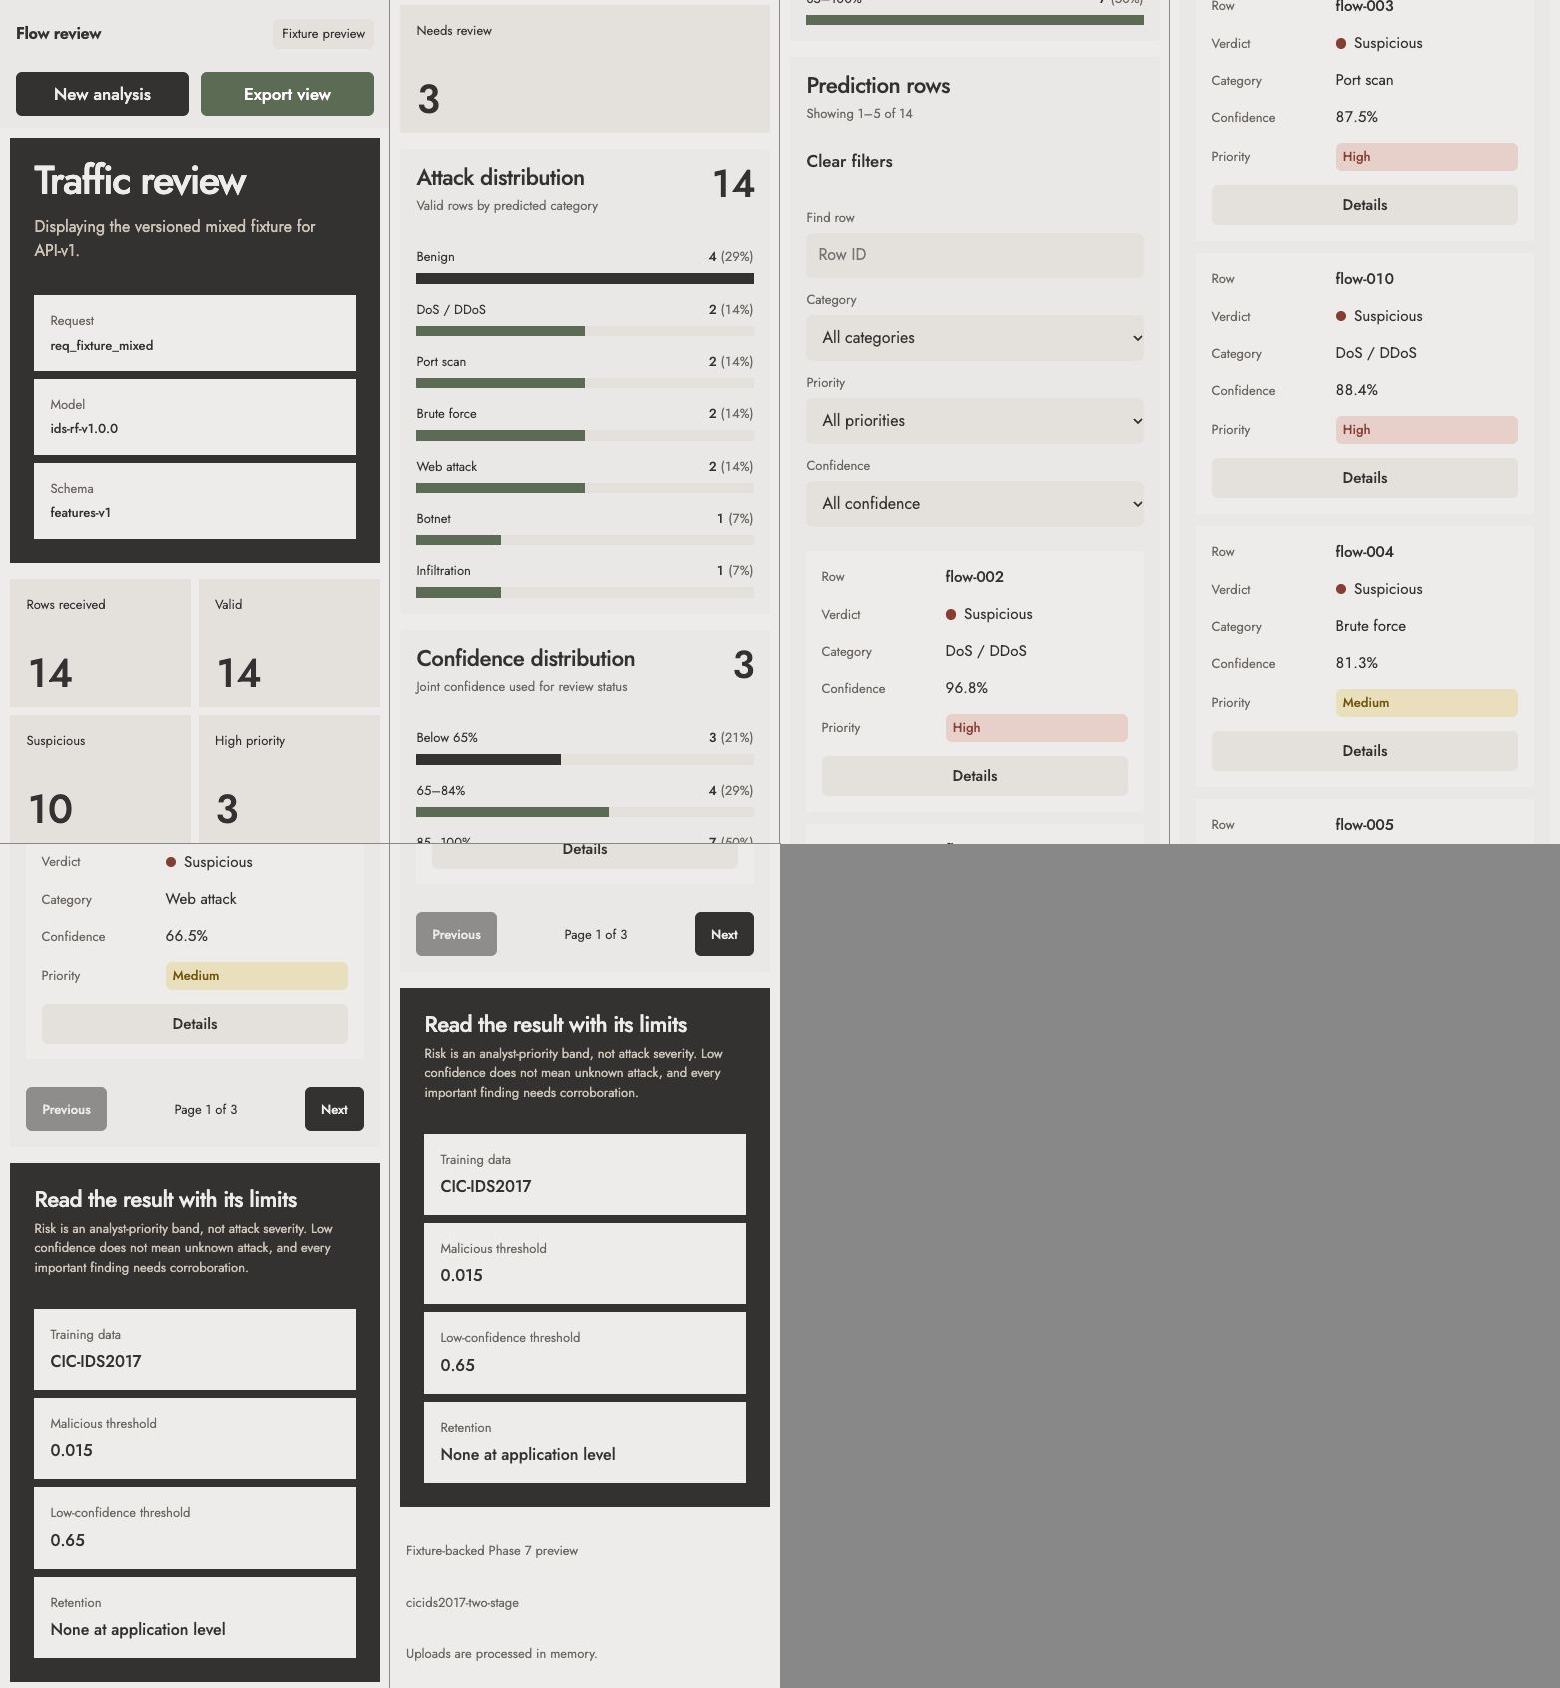 Flow review
Fixture preview
New analysis
Export view
Traffic review
Displaying the versioned mixed fixture for
API-v1.
Request
req_fixture_mixed
Model
ids-rf-v1.0.0
Schema
features-v1
Rows received
14
Valid
14
Suspicious
10
High priority
3
Needs review
3
Attack distribution
14
Valid rows by predicted category
Benign 4 (29%)
DoS / DDoS 2 (14%)
Port scan 2 (14%)
Brute force 2 (14%)
Web attack 2 (14%)
Botnet 1 (7%)
Infiltration 1 (7%)
Confidence distribution
3
Joint confidence used for review status
Below 65% 3 (21%)
65–84% 4 (29%)
85–100% 7 (50%)
85–100% 7 (50%)
Prediction rows
Showing 1–5 of 14
Clear filters
Find row
Row ID
Category
All categories
Priority
All priorities
Confidence
All confidence
Row flow-002
Verdict Suspicious
Category DoS / DDoS
Confidence 96.8%
Priority High
Details
Row flow-003
Verdict Suspicious
Category Port scan
Confidence 87.5%
Priority High
Details
Row flow-010
Verdict Suspicious
Category DoS / DDoS
Confidence 88.4%
Priority High
Details
Row flow-004
Verdict Suspicious
Category Brute force
Confidence 81.3%
Priority Medium
Details
Row flow-005
Verdict Suspicious
Category Web attack
Confidence 66.5%
Priority Medium
Details
Previous
Page 1 of 3
Next
Read the result with its limits
Risk is an analyst-priority band, not attack severity. Low
confidence does not mean unknown attack, and every
important finding needs corroboration.
Training data
CIC-IDS2017
Malicious threshold
0.015
Low-confidence threshold
0.65
Retention
None at application level
Details
Previous
Page 1 of 3
Next
Read the result with its limits
Risk is an analyst-priority band, not attack severity. Low
confidence does not mean unknown attack, and every
important finding needs corroboration.
Training data
CIC-IDS2017
Malicious threshold
0.015
Low-confidence threshold
0.65
Retention
None at application level
Fixture-backed Phase 7 preview
cicids2017-two-stage
Uploads are processed in memory.